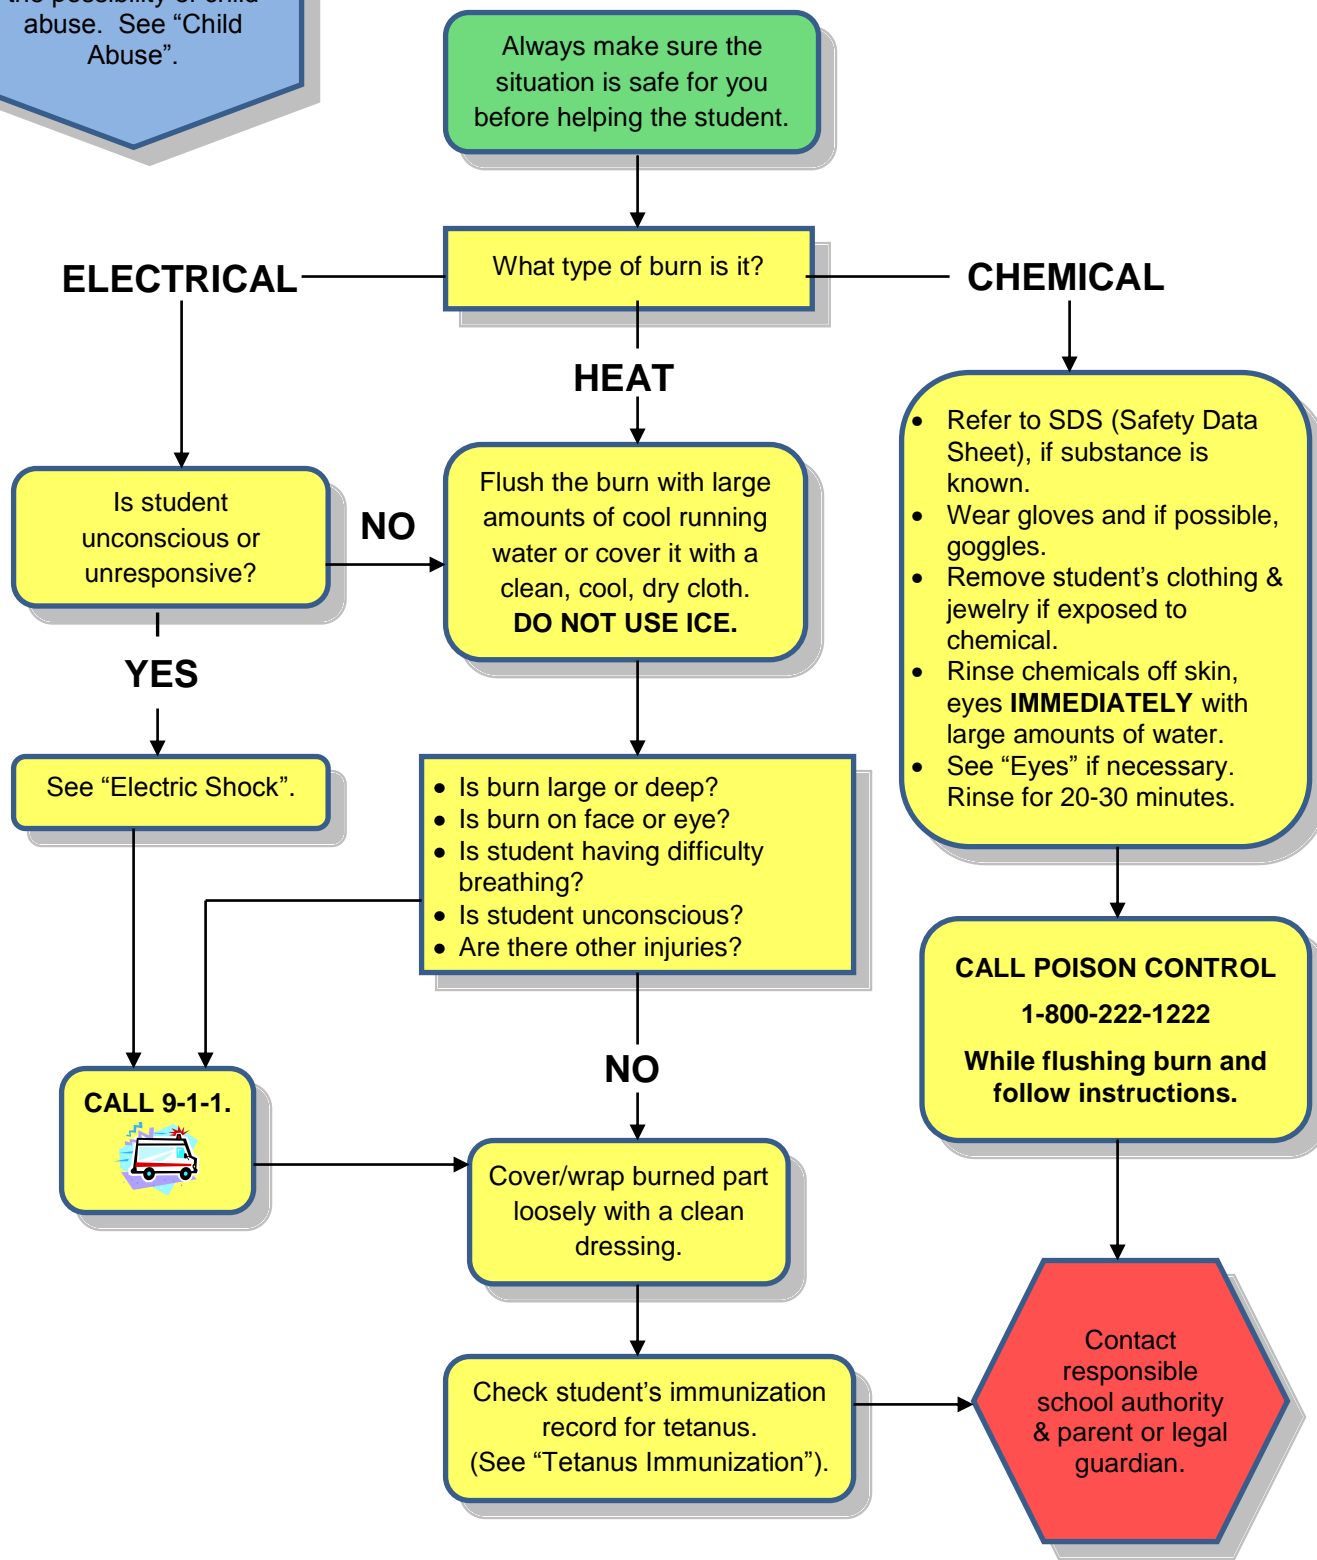 the possibility of child
abuse. See “Child
Abuse”.
Always make sure the
situation is safe for you
before helping the student.
What type of burn is it?
ELECTRICAL
CHEMICAL
HEAT
• Refer to SDS (Safety Data
Sheet), if substance is
known.
• Wear gloves and if possible,
goggles.
• Remove student’s clothing &
jewelry if exposed to
chemical.
• Rinse chemicals off skin,
eyes IMMEDIATELY with
large amounts of water.
• See “Eyes” if necessary.
Rinse for 20-30 minutes.
Is student
unconscious or
unresponsive?
NO
Flush the burn with large
amounts of cool running
water or cover it with a
clean, cool, dry cloth.
DO NOT USE ICE.
YES
See “Electric Shock”.
• Is burn large or deep?
• Is burn on face or eye?
• Is student having difficulty
breathing?
• Is student unconscious?
• Are there other injuries?
CALL POISON CONTROL
1-800-222-1222
While flushing burn and
follow instructions.
NO
CALL 9-1-1.
Cover/wrap burned part
loosely with a clean
dressing.
Check student’s immunization
record for tetanus.
(See “Tetanus Immunization”).
Contact
responsible
school authority
& parent or legal
guardian.